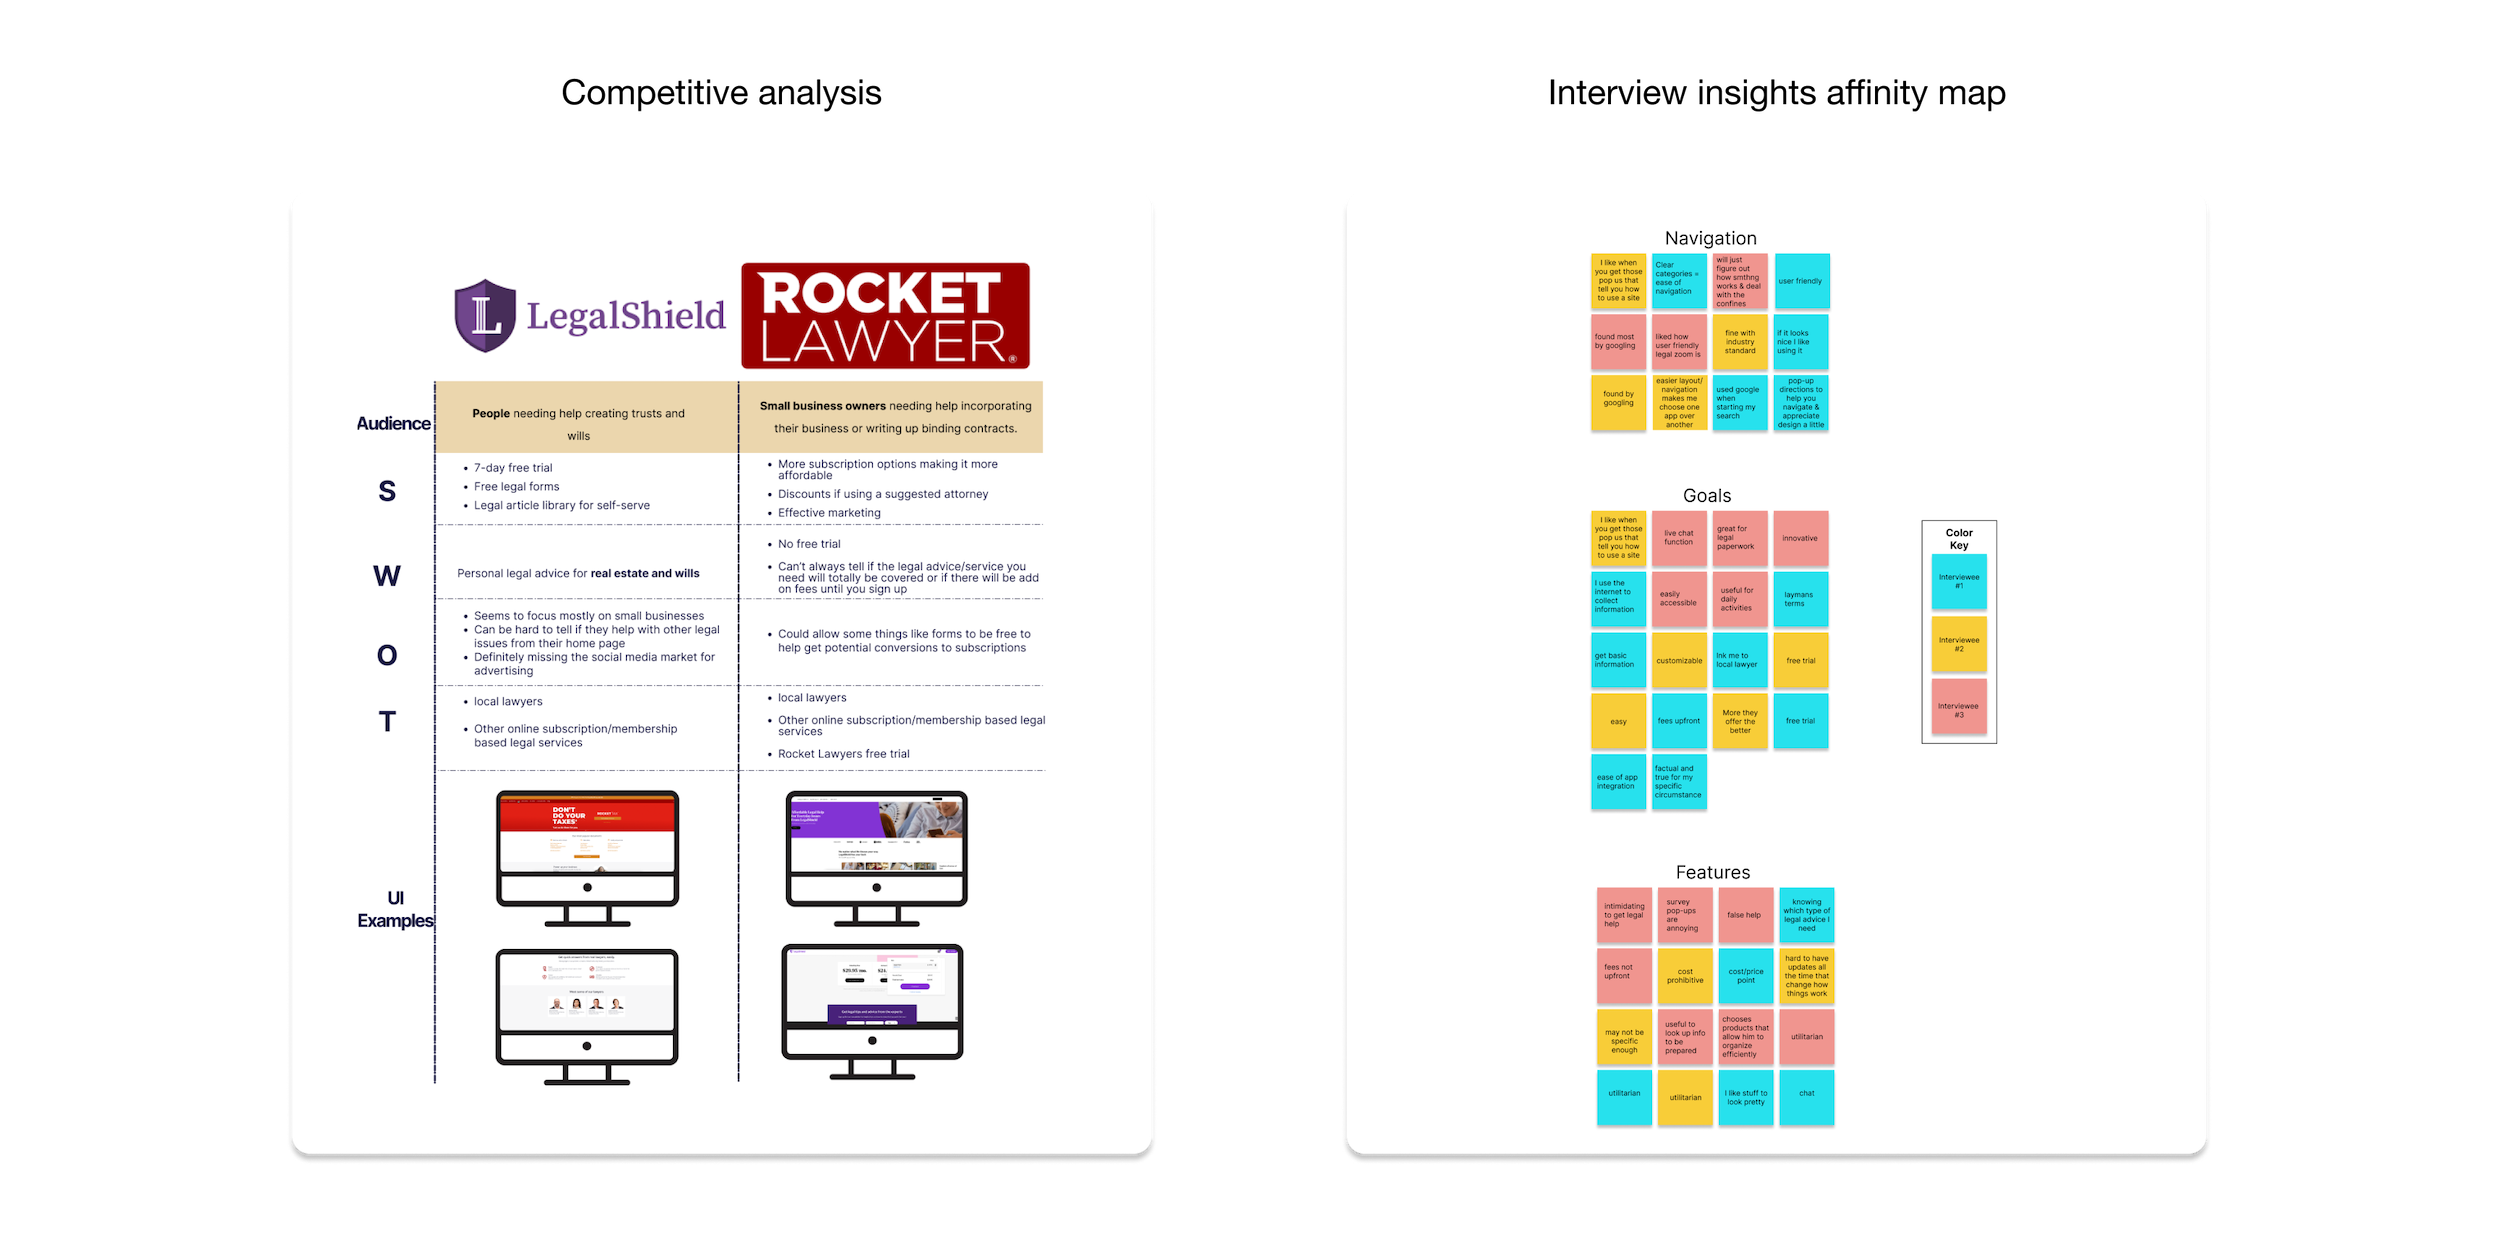 Competitive analysis
LegalShield
ROCKET
LAWYER®
Audience
People needing help creating trusts and
wills
Small business owners needing help incorporating
their business or writing up binding contracts.
S
• 7-day free trial
• Free legal forms
• Legal article library for self-serve
• More subscription options making it more
affordable
• Discounts if using a suggested attorney
• Effective marketing
W
Personal legal advice for real estate and wills
• No free trial
• Can't always tell if the legal advice/service you
need will totally be covered or if there will be add
on fees until you sign up
O
• Seems to focus mostly on small businesses
• Can be hard to tell if they help with other legal
issues from their home page
• Definitely missing the social media market for
advertising
• Could allow some things like forms to be free to
help get potential conversions to subscriptions
T
• local lawyers
• Other online subscription/membership
based legal services
• local lawyers
• Other online subscription/membership based legal
services
• Rocket Lawyers free trial
UI
Examples
DON'T
DO YOUR
TAXES*
$29.95 mo.
Interview insights affinity map
Navigation
I like when
you get those
pop us that
tell you how
to use a site
Clear
categories =
ease of
navigation
will just
figure out
how smthng
works & deal
with the
confines
user friendly
found most
by googling
liked how
user friendly
legal zoom is
fine with
industry
standard
If it looks
nice I like
using it
found by
googling
easier layout/
navigation
makes me
choose one
app over
another
used google
when
starting my
search
pop-up
directions to
help you
navigate &
appreciate
design a little
Goals
I like when
you get those
pop us that
tell you how
to use a site
live chat
function
great for
legal
paperwork
innovative
I use the
internet to
collect
information
easily
accessible
useful for
daily
activities
laymans
terms
get basic
information
customizable
lnk me to
local lawyer
free trial
easy
fees upfront
More they
offer the
better
free trial
ease of app
integration
factual and
true for my
specific
circumstance
Color
Key
Interviewee
#1
Interviewee
#2
Interviewee
#3
Features
intimidating
to get legal
help
survey
pop-ups
are
annoying
false help
knowing
which type of
legal advice I
need
fees not
upfront
cost
prohibitive
cost/price
point
hard to have
updates all
the time that
change how
things work
may not be
specific
enough
useful to
look up info
to be
prepared
chooses
products that
allow him to
organize
efficiently
utilitarian
utilitarian
utilitarian
I like stuff to
look pretty
chat